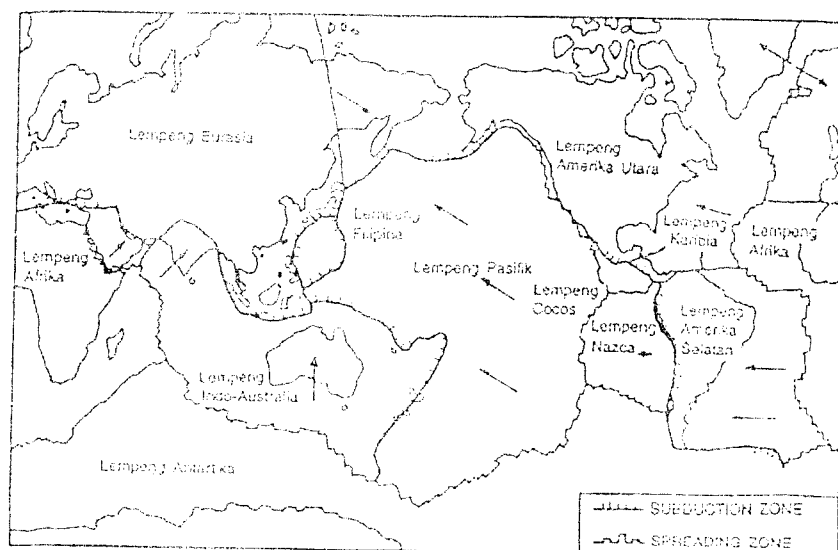 Lempeng Eurasia
Lempeng
Amerika Utara
Lempeng
Filipina
Lempeng
Karibia
Lempeng
Afrika
Lempeng
Afrika
Lempeng Pasifik
Lempeng
Cocos
Lempeng
Nazca
Lempeng
Amerika
Selatan
Lempeng
Indo-Australia
Lempeng Antartika
SUBDUCTION ZONE
SPREADING ZONE